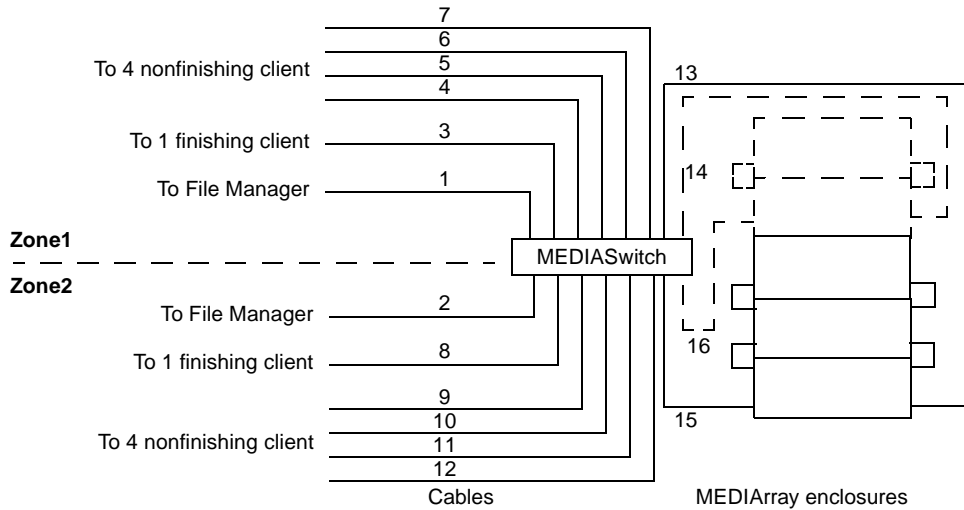 7
6
To 4 nonfinishing client
5
4
13
3
To 1 finishing client
14
1
To File Manager
Zone1
MEDIASwitch
Zone2
2
To File Manager
16
8
To 1 finishing client
9
15
10
To 4 nonfinishing client
11
12
Cables
MEDIArray enclosures